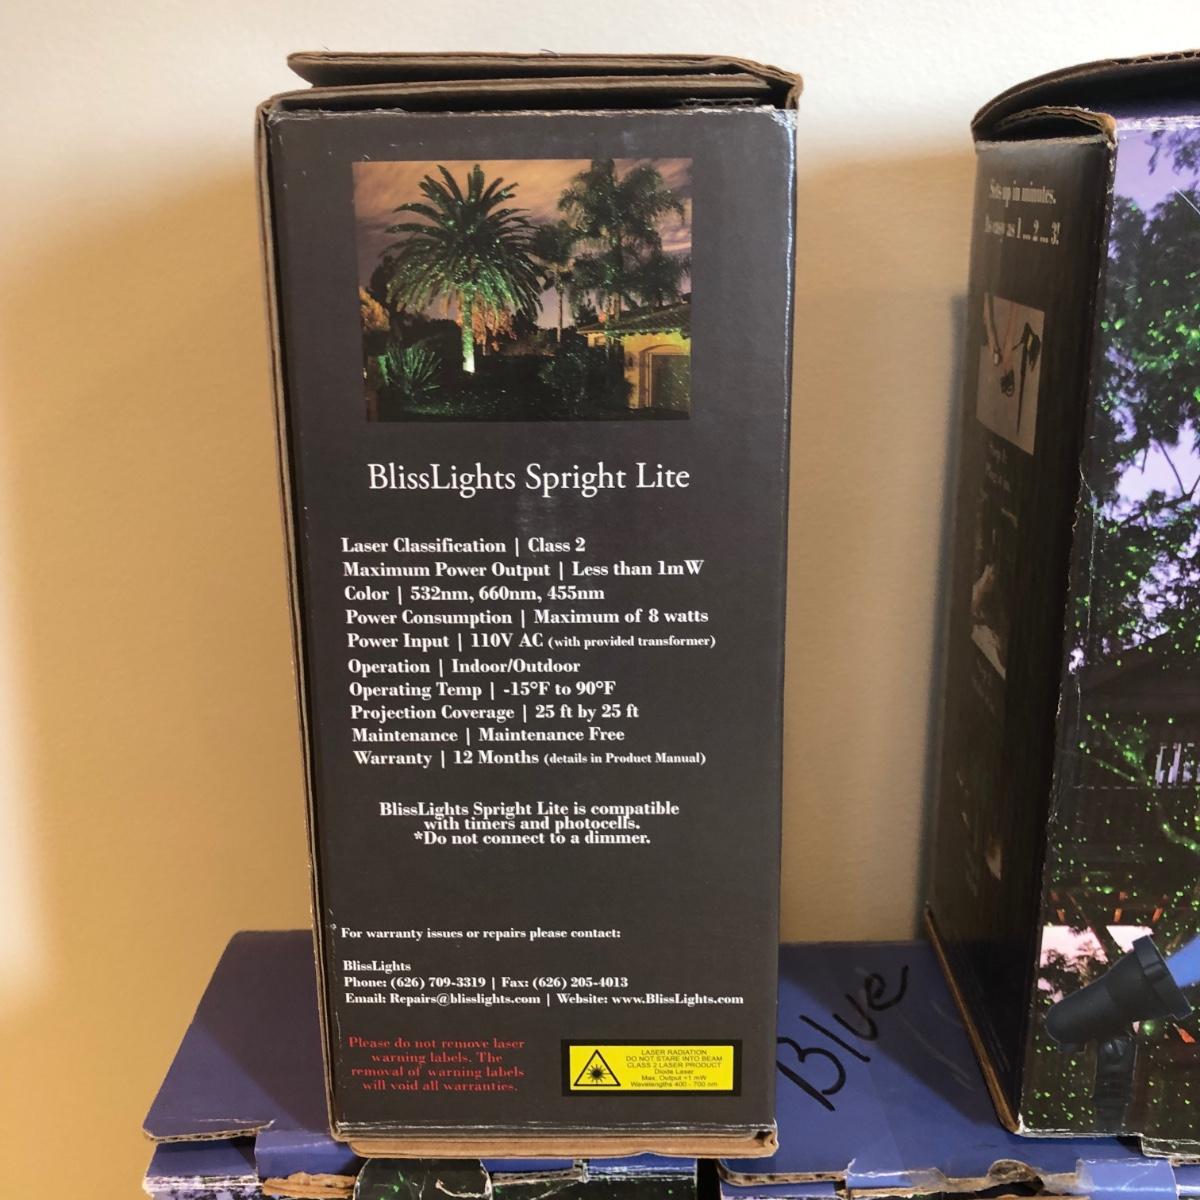 BlissLights Spright Lite
Laser Classification | Class 2
Maximum Power Output | Less than 1mW
Color | 532nm, 660nm, 455nm
Power Consumption | Maximum of 8 watts
Power Input | 110V AC (with provided transformer)
Operation | Indoor/Outdoor
Operating Temp | -15°F to 90°F
Projection Coverage | 25 ft by 25 ft
Maintenance | Maintenance Free
Warranty | 12 Months (details in Product Manual)
BlissLights Spright Lite is compatible
with timers and photocells.
*Do not connect to a dimmer.
For warranty issues or repairs please contact:
BlissLights
Phone: (626) 709-3319 | Fax: (626) 205-4013
Email: Repairs@blisslights.com | Website: www.BlissLights.com
Please do not remove laser
warning labels. The
removal of warning labels
will void all warranties.
LASER RADIATION
DO NOT STARE INTO BEAM
CLASS 2 LASER PRODUCT
Diode Laser
Max. Output <1 mW
Wavelengths 400 - 700 nm
Sets up in minutes.
As easy as 1 ... 2 ... 3!
Blue